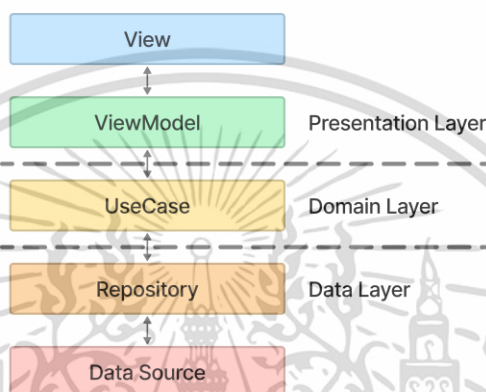 View
ViewModel
Presentation Layer
UseCase
Domain Layer
Repository
Data Layer
Data Source